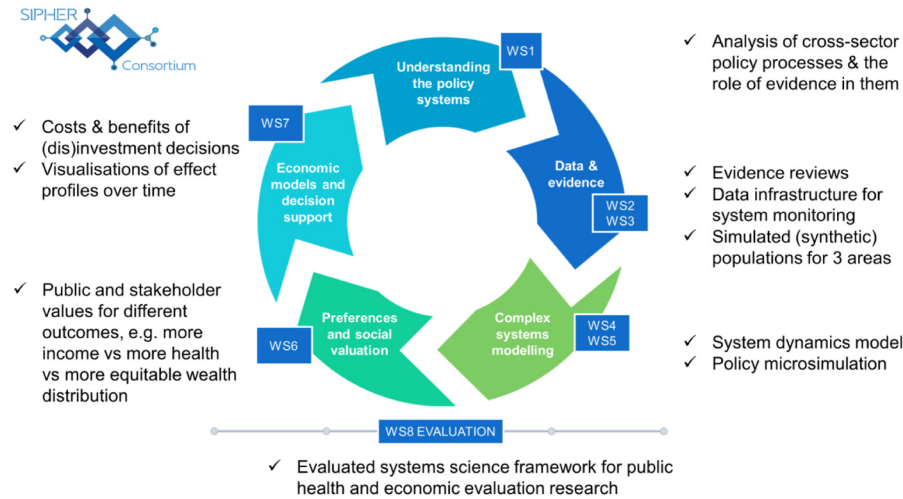 SIPHER
Consortium
WS1
Understanding
the policy
systems
✓ Analysis of cross-sector
policy processes & the
role of evidence in them
Data &
evidence
WS2
WS3
✓ Evidence reviews
✓ Data infrastructure for
system monitoring
✓ Simulated (synthetic)
populations for 3 areas
Complex
systems
modelling
WS4
WS5
✓ System dynamics model
✓ Policy microsimulation
Preferences
and social
valuation
WS6
✓ Public and stakeholder
values for different
outcomes, e.g. more
income vs more health
vs more equitable wealth
distribution
Economic
models and
decision
support
WS7
✓ Costs & benefits of
(dis)investment decisions
✓ Visualisations of effect
profiles over time
WS8 EVALUATION
✓ Evaluated systems science framework for public
health and economic evaluation research